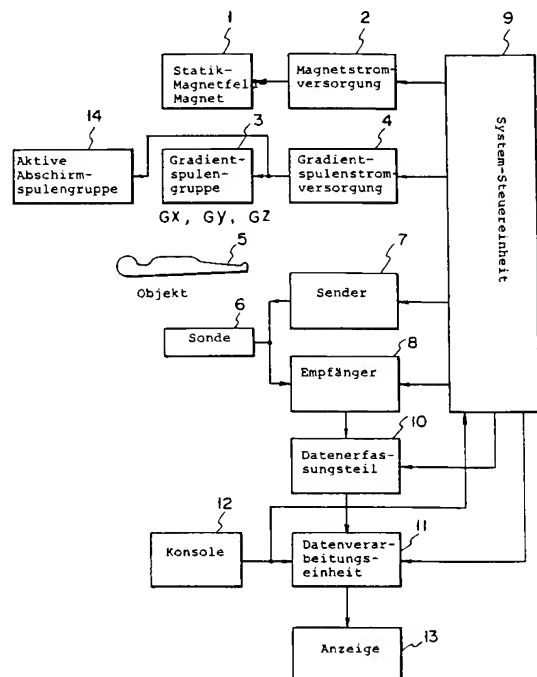 1
2
9
Statik-
Magnetfeld
Magnet
Magnetstrom-
versorgung
System-Steuereinheit
14
3
4
Aktive
Abschirm-
spulengruppe
Gradient-
spulen-
gruppe
Gradient-
spulenstrom-
versorgung
GX, GY, GZ
5
Objekt
7
Sender
6
Sonde
8
Empfänger
10
Datenerfas-
sungsteil
12
Konsole
11
Datenverar-
beitungs-
einheit
Anzeige
13